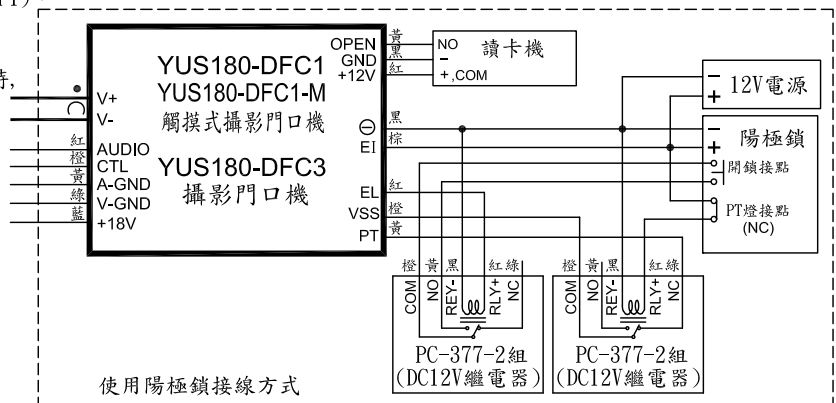 時,
YUS180-DFC1
YUS180-DFC1-M
觸摸式攝影門口機
YUS180-DFC3
攝影門口機
V+
V-
紅 AUDIO
橙 CTL
黃 A-GND
綠 V-GND
藍 +18V
OPEN 黃
GND 黑
+12V 紅
NO 讀卡機
-
+,COM
⊖ 黑
EI 棕
EL 紅
VSS 橙
PT 黃
- 12V電源
+
- 陽極鎖
+
開鎖接點
PT燈接點
(NC)
橙 黃 黑 紅 綠
COM NO REY- RLY+ NC
PC-377-2組
(DC12V繼電器)
橙 黃 黑 紅 綠
COM NO REY- RLY+ NC
PC-377-2組
(DC12V繼電器)
使用陽極鎖接線方式